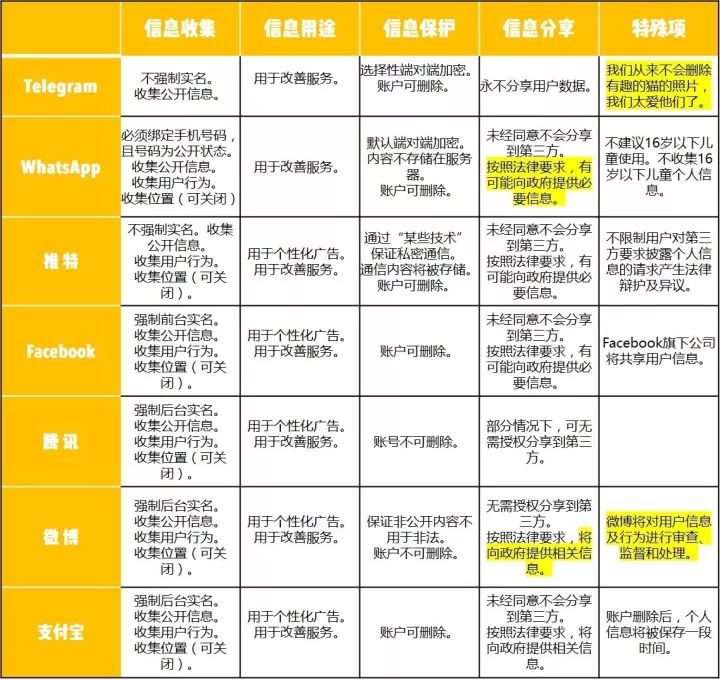 信息收集 信息用途 信息保护 信息分享 特殊项
Telegram
不强制实名。
收集公开信息。
用于改善服务。
选择性端对端加密。
账户可删除。
永不分享用户数据。
我们从来不会删除
有趣的猫的照片，
我们太爱他们了。
WhatsApp
必须绑定手机号码，
且号码为公开状态。
收集公开信息。
收集用户行为。
收集位置（可关闭）
用于改善服务。
默认端对端加密。
内容不存储在服务
器。
账户可删除。
未经同意不会分享
到第三方。
按照法律要求，有
可能向政府提供必
要信息。
不建议16岁以下儿
童使用。不收集16
岁以下儿童个人信
息。
推特
不强制实名。收集
公开信息。
收集用户行为。
收集位置（可关
闭）。
用于个性化广告。
用于改善服务。
通过“某些技术”
保证私密通信。
通信内容将被存储。
账户可删除。
未经同意不会分享
到第三方。
按照法律要求，有
可能向政府提供必
要信息。
不限制用户对第三
方要求披露个人信
息的请求产生法律
辩护及异议。
Facebook
强制前台实名。
收集公开信息。
收集用户行为。
收集位置（可关
闭）。
用于个性化广告。
用于改善服务。
账户可删除。
未经同意不会分享
到第三方。
按照法律要求，有
可能向政府提供必
要信息。
Facebook旗下公司
将共享用户信息。
腾讯
强制后台实名。
收集公开信息。
收集用户行为。
收集位置（可关
闭）。
用于个性化广告。
用于改善服务。
账号不可删除。
部分情况下，可无
需授权分享到第三
方。
微博
强制后台实名。
收集公开信息。
收集用户行为。
收集位置（可关
闭）。
用于个性化广告。
用于改善服务。
保证非公开内容不
用于非法。
账户不可删除。
无需授权分享到第
三方。
按照法律要求，将
向政府提供相关信
息。
微博将对用户信息
及行为进行审查、
监督和处理。
支付宝
强制后台实名。
收集公开信息。
收集用户行为。
收集位置（可关
闭）。
用于个性化广告。
用于改善服务。
账户可删除。
未经同意不会分享
到第三方。
按照法律要求，将
向政府提供相关信
息。
账户删除后，个人
信息将被保存一段
时间。